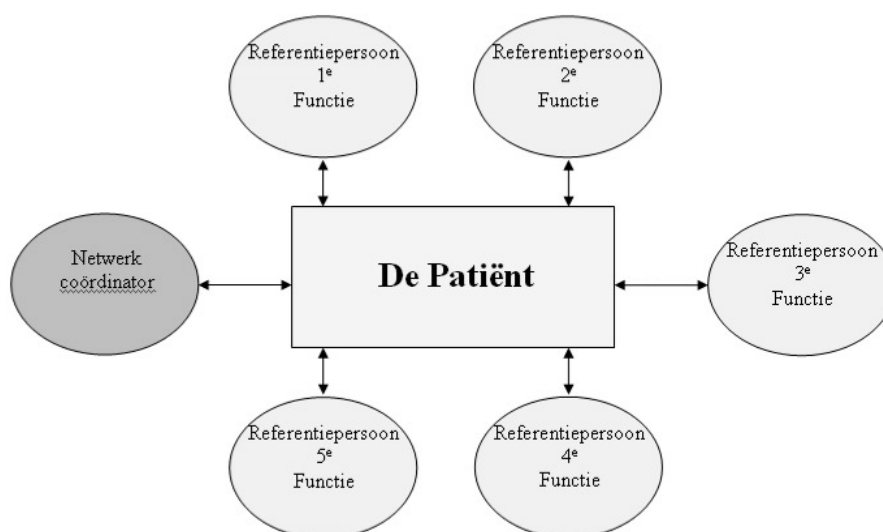 Referentiepersoon
1e
Functie
Referentiepersoon
2e
Functie
Netwerk
coördinator
De Patiënt
Referentiepersoon
3e
Functie
Referentiepersoon
5e
Functie
Referentiepersoon
4e
Functie